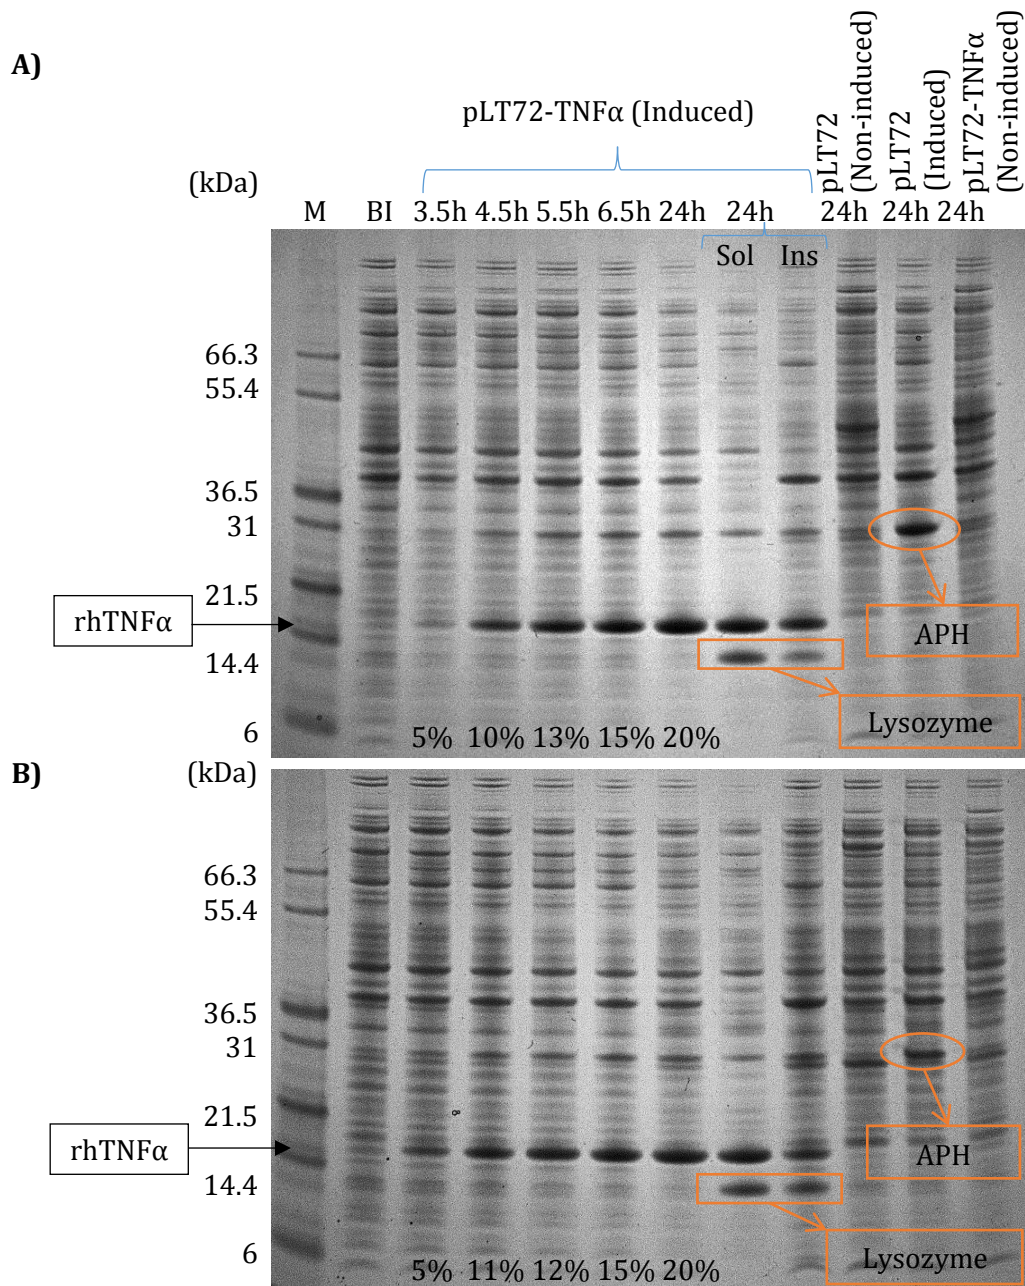 A)
pLT72-TNFα (Induced)
pLT72
(Non-induced)
pLT72
(Induced)
pLT72-TNFα
(Non-induced)
(kDa)
M BI 3.5h 4.5h 5.5h 6.5h 24h 24h 24h 24h 24h
Sol Ins
66.3
55.4
36.5
31
21.5
rhTNFα
APH
14.4
Lysozyme
6
5% 10% 13% 15% 20%
B)
(kDa)
66.3
55.4
36.5
31
21.5
rhTNFα
APH
14.4
Lysozyme
6
5% 11% 12% 15% 20%